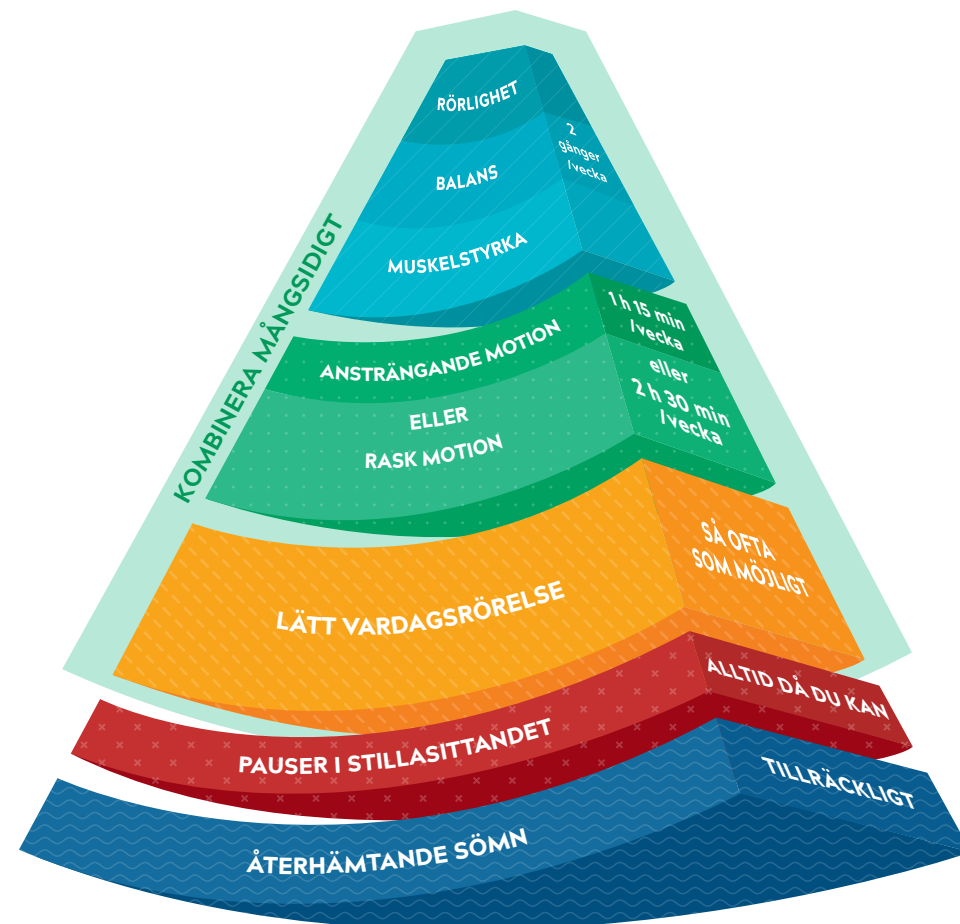 KOMBINERA MÅNGSIDIGT
RÖRLIGHET
BALANS
MUSKELSTYRKA
2
gånger
/vecka
ANSTRÄNGANDE MOTION
1 h 15 min
/vecka
ELLER
RASK MOTION
eller
2 h 30 min
/vecka
LÄTT VARDAGSRÖRELSE
SÅ OFTA
SOM MÖJLIGT
PAUSER I STILLASITTANDET
ALLTID DÅ DU KAN
ÅTERHÄMTANDE SÖMN
TILLRÄCKLIGT